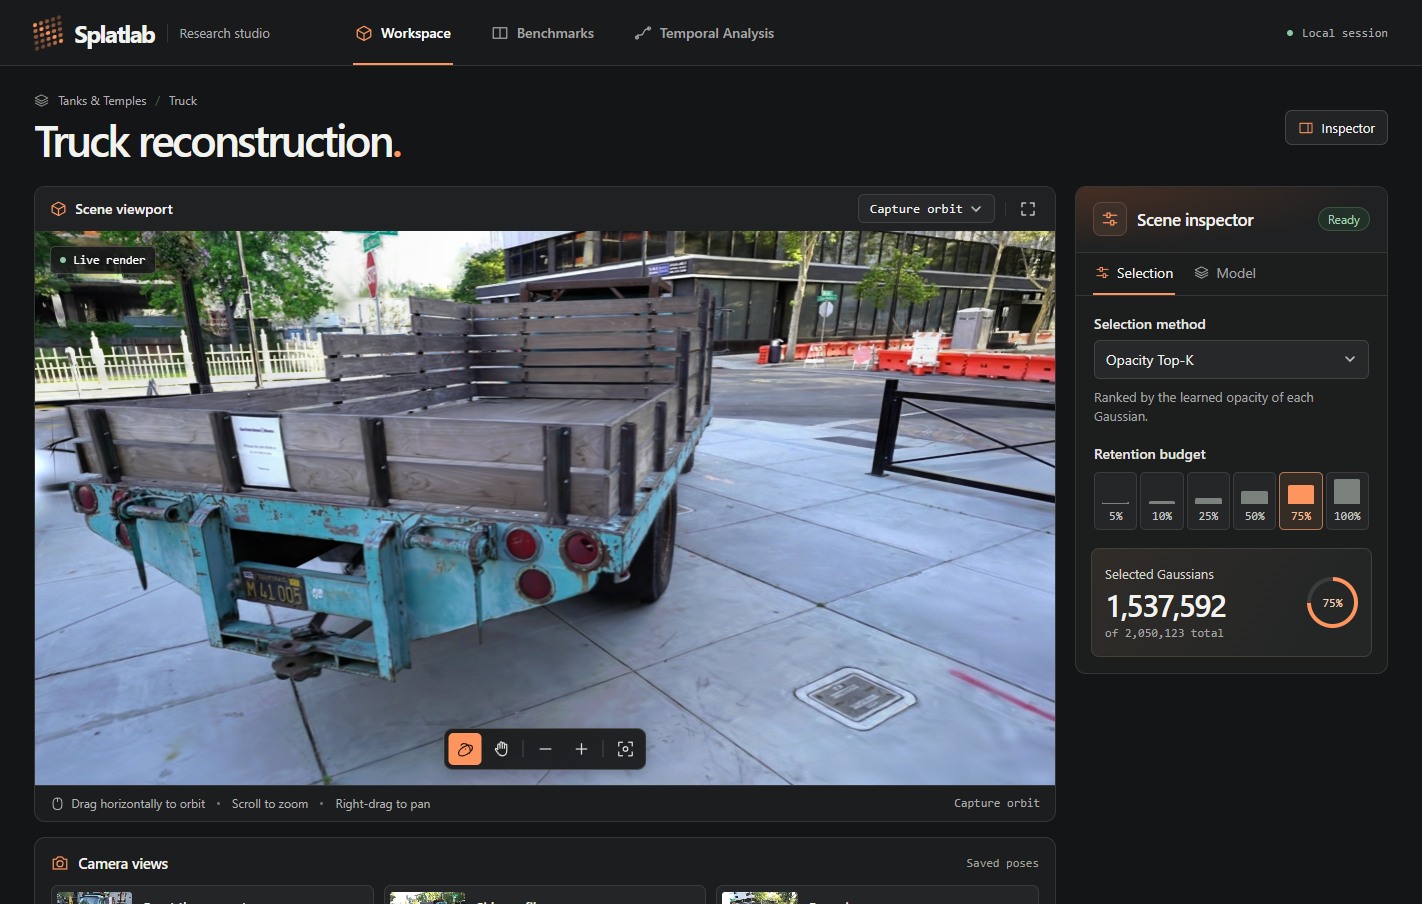 Splatlab
Research studio
Workspace
Benchmarks
Temporal Analysis
Local session
Tanks & Temples / Truck
Truck reconstruction.
Inspector
Scene viewport
Capture orbit
Live render
M 41005
Drag horizontally to orbit • Scroll to zoom • Right-drag to pan
Capture orbit
Camera views
Saved poses
Scene inspector
Ready
Selection
Model
Selection method
Opacity Top-K
Ranked by the learned opacity of each
Gaussian.
Retention budget
5% 10% 25% 50% 75% 100%
Selected Gaussians
1,537,592
75%
of 2,050,123 total